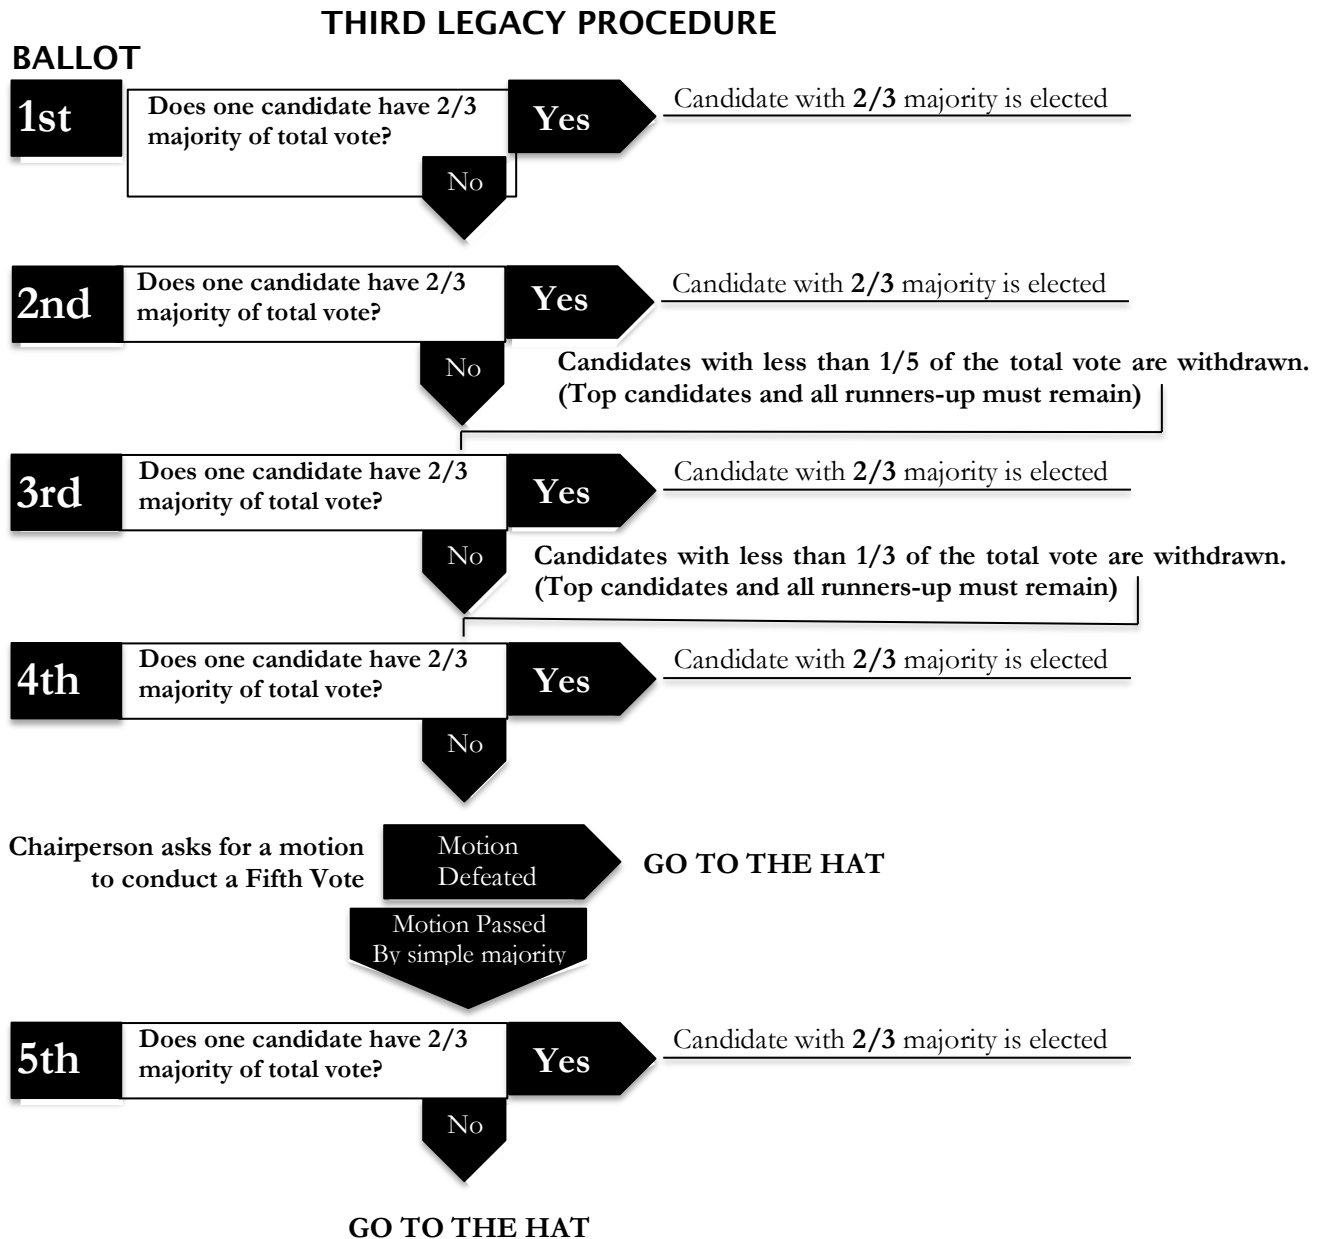 THIRD LEGACY PROCEDURE
BALLOT
1st
Does one candidate have 2/3
majority of total vote?
Yes
Candidate with 2/3 majority is elected
No
2nd
Does one candidate have 2/3
majority of total vote?
Yes
Candidate with 2/3 majority is elected
No
Candidates with less than 1/5 of the total vote are withdrawn.
(Top candidates and all runners-up must remain)
3rd
Does one candidate have 2/3
majority of total vote?
Yes
Candidate with 2/3 majority is elected
No
Candidates with less than 1/3 of the total vote are withdrawn.
(Top candidates and all runners-up must remain)
4th
Does one candidate have 2/3
majority of total vote?
Yes
Candidate with 2/3 majority is elected
No
Chairperson asks for a motion
to conduct a Fifth Vote
Motion
Defeated
GO TO THE HAT
Motion Passed
By simple majority
5th
Does one candidate have 2/3
majority of total vote?
Yes
Candidate with 2/3 majority is elected
No
GO TO THE HAT